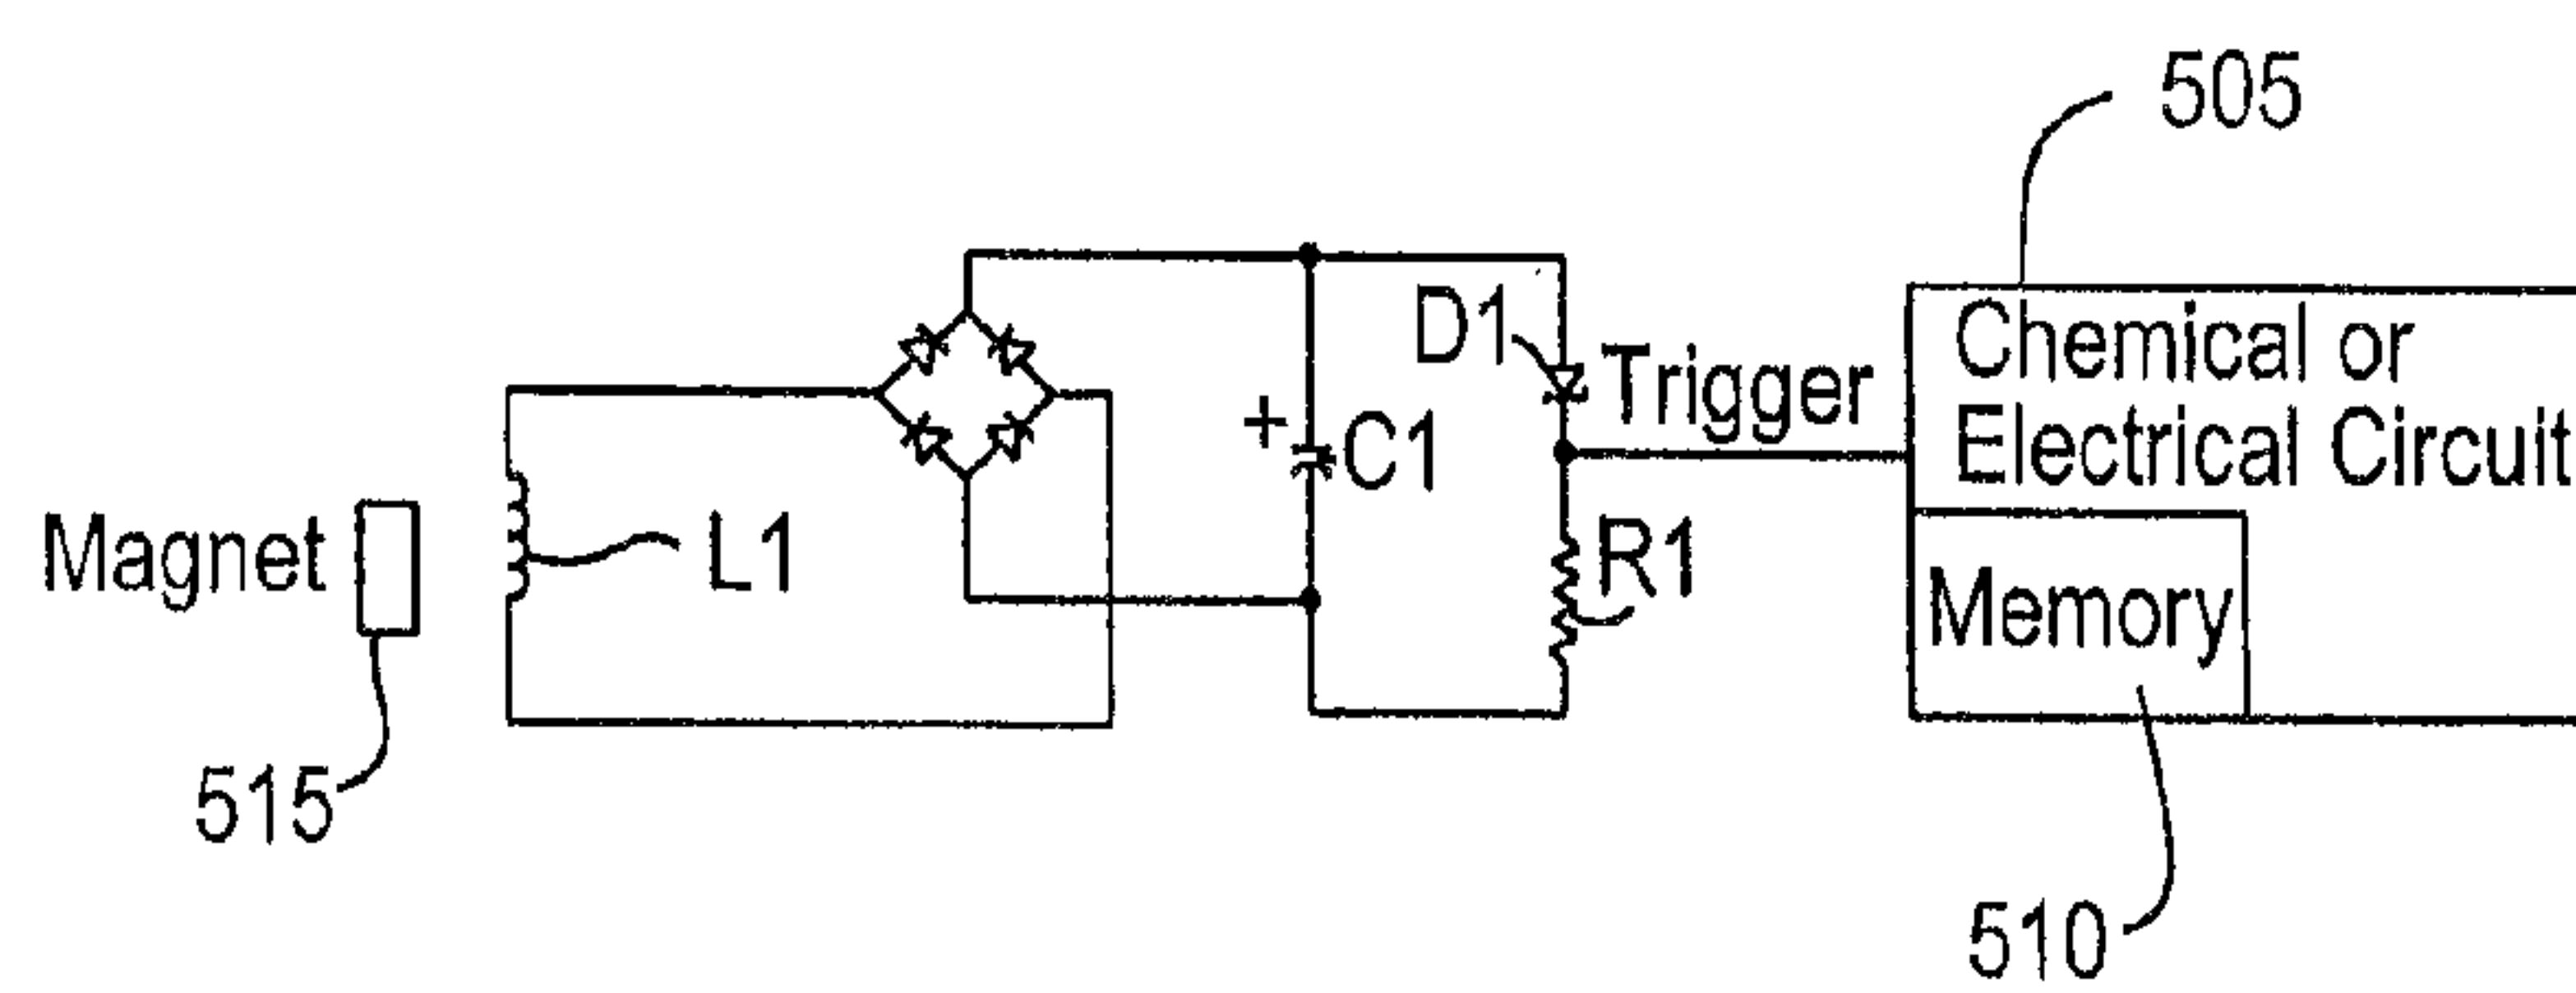 505
D1
Trigger
Chemical or
Electrical Circuit
+
C1
Magnet
L1
R1
Memory
515
510